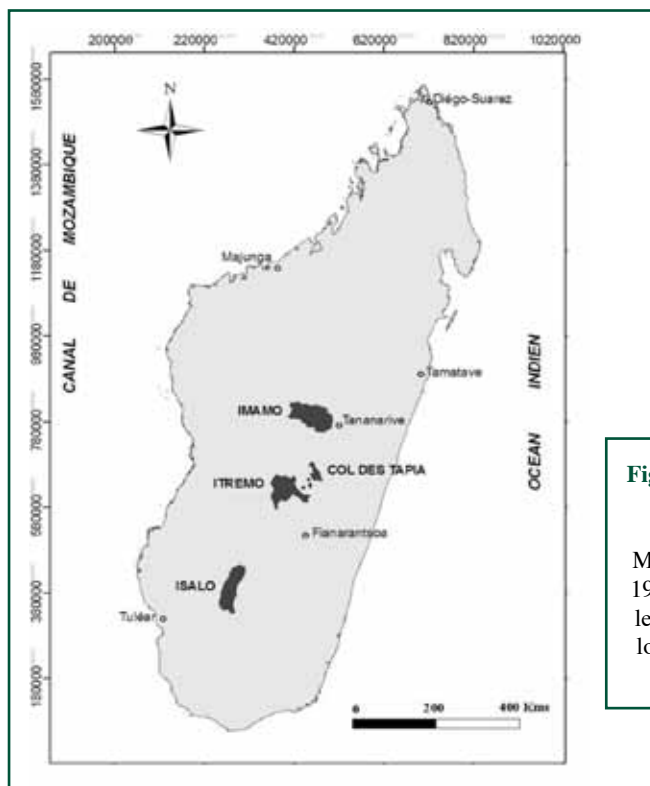 200000 220000 420000 620000 820000 1020000
N
Diégo-Suarez
1380000
CANAL DE MOZAMBIQUE
1180000
Majunga
980000
Tamatave
OCEAN INDIEN
IMAMO
780000
Tananarive
COL DES TAPIA
ITREMO
580000
Fianarantsoa
ISALO
380000
Tuléar
180000
0 200 400 Kms
Fig
M
19
le
lo